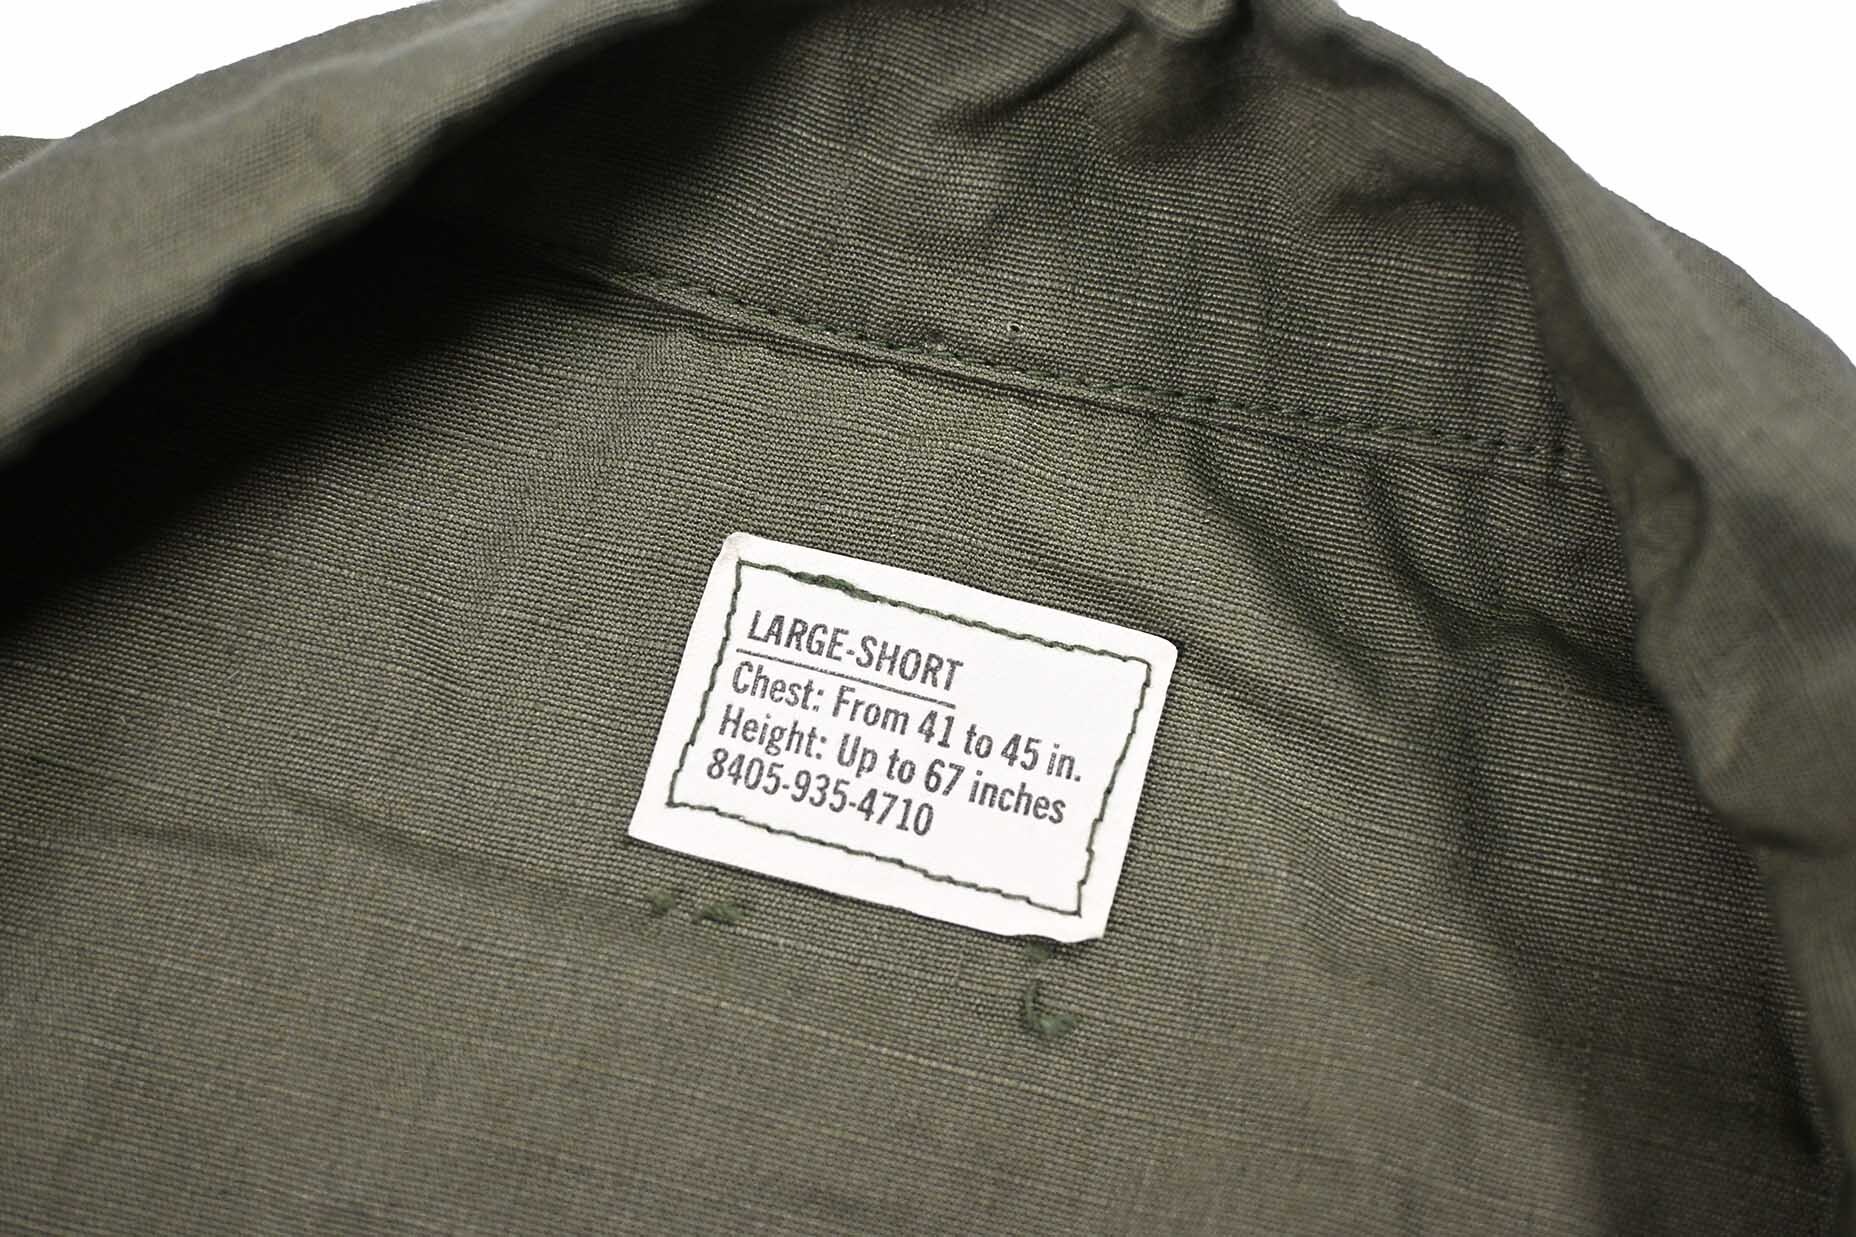 LARGE-SHORT
Chest: From 41 to 45 in.
Height: Up to 67 inches
8405-935-4710